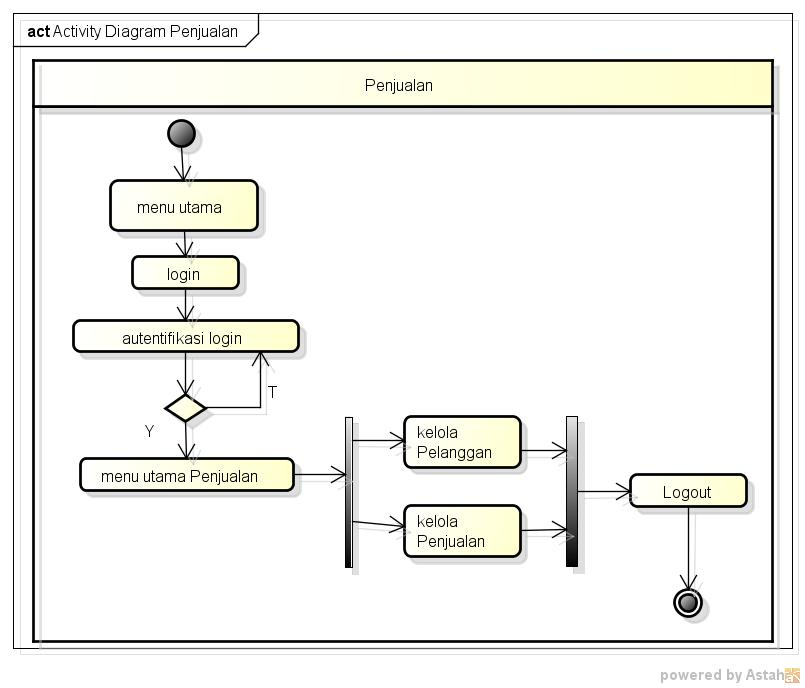 act Activity Diagram Penjualan
Penjualan
menu utama
login
autentifikasi login
T
Y
menu utama Penjualan
kelola
Pelanggan
kelola
Penjualan
Logout
powered by Astah